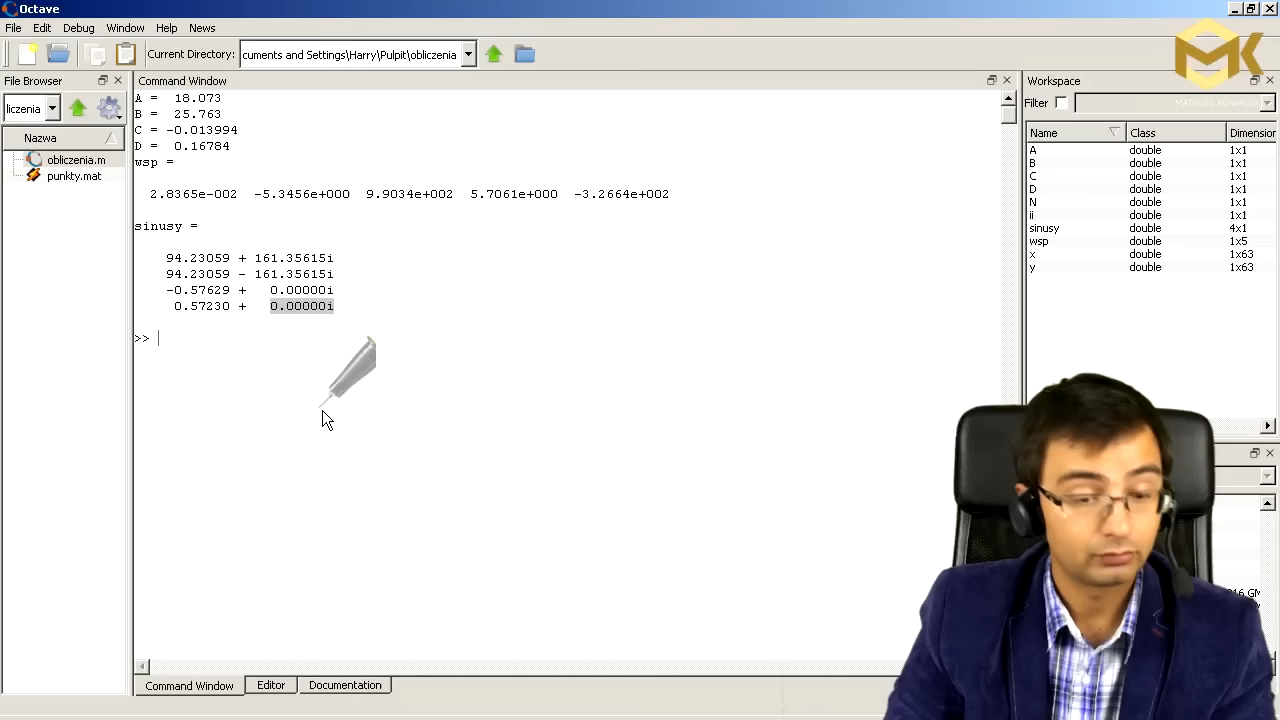 Octave
File Edit Debug Window Help News
Current Directory: cuments and Settings\Harry\Pulpit\obliczenia
MK
File Browser
liczenia
Nazwa
obliczenia.m
punkty.mat
Command Window
A = 18.073
B = 25.763
C = -0.013994
D = 0.16784
wsp =
2.8365e-002 -5.3456e+000 9.9034e+002 5.7061e+000 -3.2664e+002
sinusy =
94.23059 + 161.35615i
94.23059 - 161.35615i
-0.57629 + 0.00000i
0.57230 + 0.00000i
>>
Command Window Editor Documentation
Workspace
Filter
Name Class Dimension
A double 1x1
B double 1x1
C double 1x1
D double 1x1
N double 1x1
ii double 1x1
sinusy double 4x1
wsp double 1x5
x double 1x63
y double 1x63